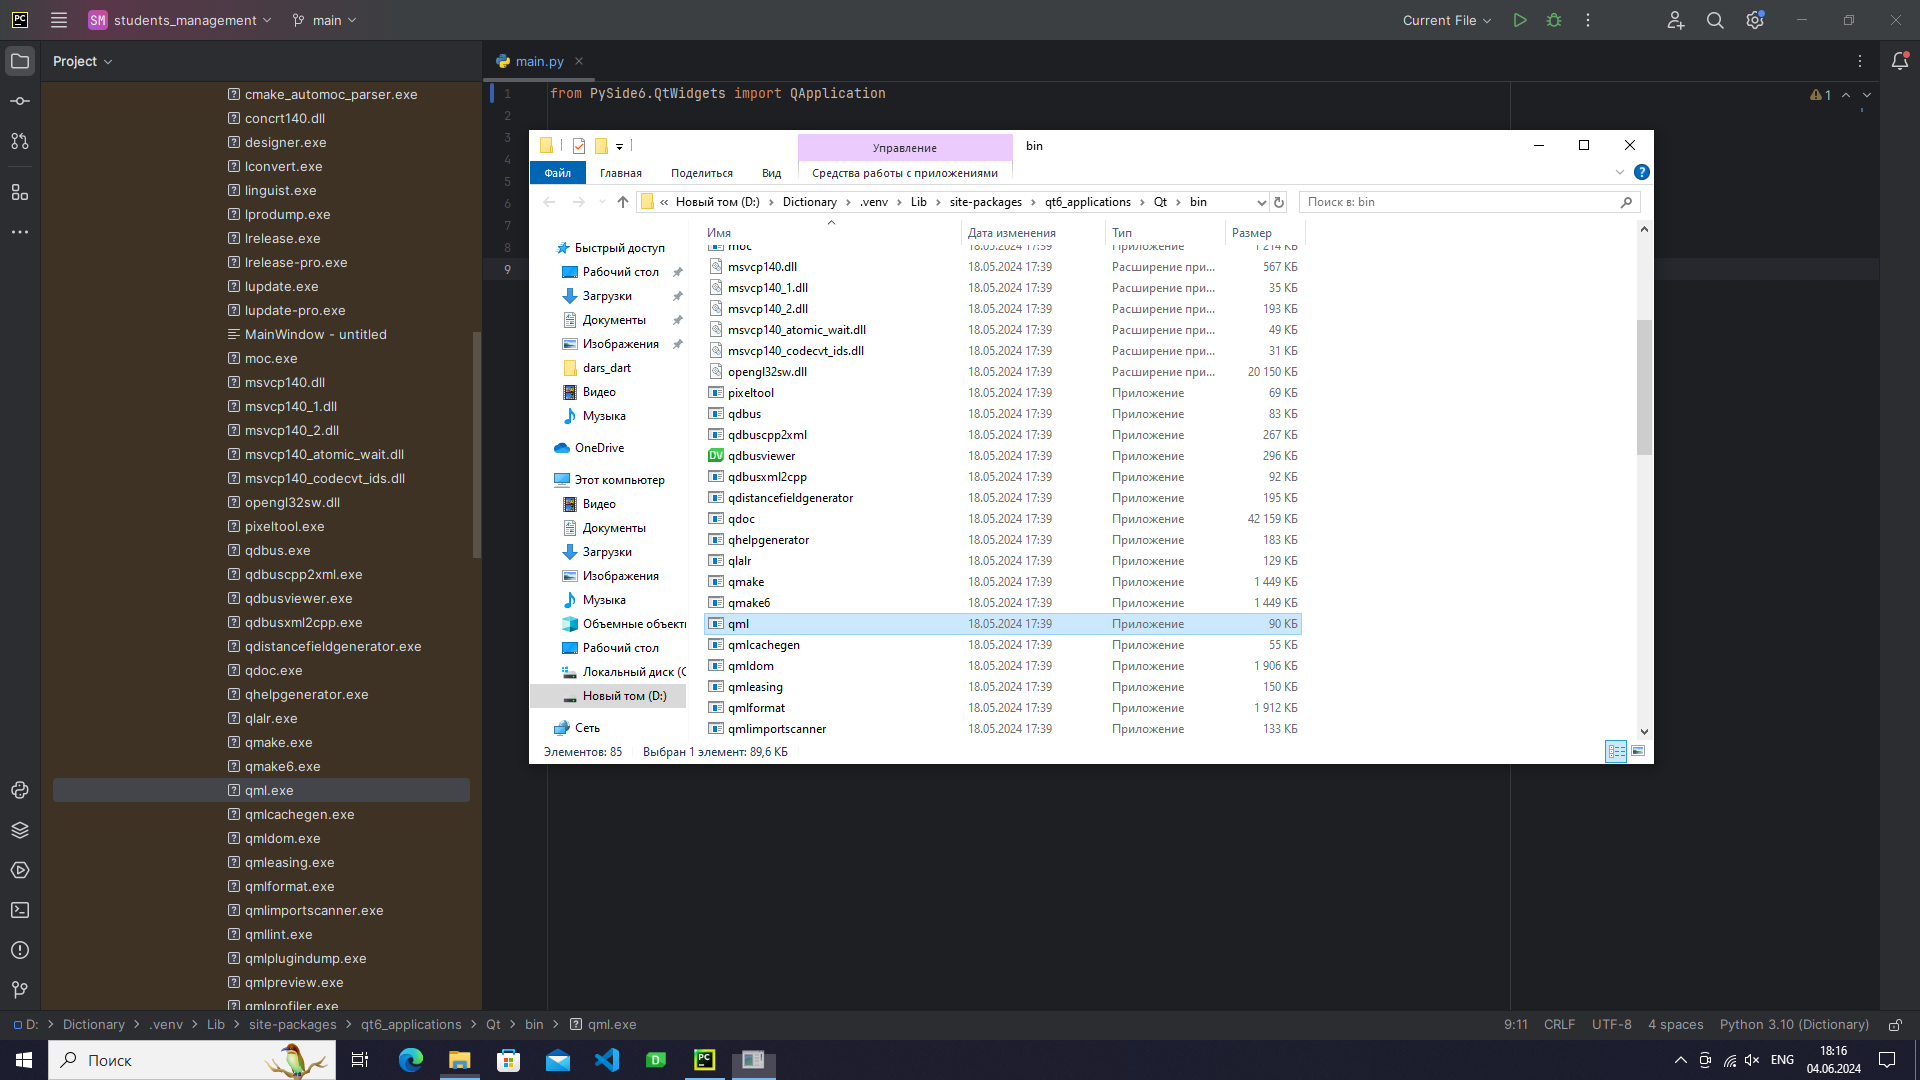 PC
SM
students_management
main
Current File
Project
main.py
cmake_automoc_parser.exe
concrt140.dll
designer.exe
lconvert.exe
linguist.exe
lprodump.exe
lrelease.exe
lrelease-pro.exe
lupdate.exe
lupdate-pro.exe
MainWindow - untitled
moc.exe
msvcp140.dll
msvcp140_1.dll
msvcp140_2.dll
msvcp140_atomic_wait.dll
msvcp140_codecvt_ids.dll
opengl32sw.dll
pixeltool.exe
qdbus.exe
qdbuscpp2xml.exe
qdbusviewer.exe
qdbusxml2cpp.exe
qdistancefieldgenerator.exe
qdoc.exe
qhelpgenerator.exe
qlalr.exe
qmake.exe
qmake6.exe
qml.exe
qmlcachegen.exe
qmldom.exe
qmleasing.exe
qmlformat.exe
qmlimportscanner.exe
qmllint.exe
qmlplugindump.exe
qmlpreview.exe
qmlprofiler.exe
1 from PySide6.QtWidgets import QApplication
1
2
3
4
5
6
7
8
9
Управление
bin
Файл Главная Поделиться Вид Средства работы с приложениями
« Новый том (D:) › Dictionary › .venv › Lib › site-packages › qt6_applications › Qt › bin
Поиск в: bin
Быстрый доступ
Рабочий стол
Загрузки
Документы
Изображения
dars_dart
Видео
Музыка
OneDrive
Этот компьютер
Видео
Документы
Загрузки
Изображения
Музыка
Объемные объекты
Рабочий стол
Локальный диск (C
Новый том (D:)
Сеть
Имя Дата изменения Тип Размер
moc 18.05.2024 17:39 Приложение 1 214 КБ
msvcp140.dll 18.05.2024 17:39 Расширение при... 567 КБ
msvcp140_1.dll 18.05.2024 17:39 Расширение при... 35 КБ
msvcp140_2.dll 18.05.2024 17:39 Расширение при... 193 КБ
msvcp140_atomic_wait.dll 18.05.2024 17:39 Расширение при... 49 КБ
msvcp140_codecvt_ids.dll 18.05.2024 17:39 Расширение при... 31 КБ
opengl32sw.dll 18.05.2024 17:39 Расширение при... 20 150 КБ
pixeltool 18.05.2024 17:39 Приложение 69 КБ
qdbus 18.05.2024 17:39 Приложение 83 КБ
qdbuscpp2xml 18.05.2024 17:39 Приложение 267 КБ
DV qdbusviewer 18.05.2024 17:39 Приложение 296 КБ
qdbusxml2cpp 18.05.2024 17:39 Приложение 92 КБ
qdistancefieldgenerator 18.05.2024 17:39 Приложение 195 КБ
qdoc 18.05.2024 17:39 Приложение 42 159 КБ
qhelpgenerator 18.05.2024 17:39 Приложение 183 КБ
qlalr 18.05.2024 17:39 Приложение 129 КБ
qmake 18.05.2024 17:39 Приложение 1 449 КБ
qmake6 18.05.2024 17:39 Приложение 1 449 КБ
qml 18.05.2024 17:39 Приложение 90 КБ
qmlcachegen 18.05.2024 17:39 Приложение 55 КБ
qmldom 18.05.2024 17:39 Приложение 1 906 КБ
qmleasing 18.05.2024 17:39 Приложение 150 КБ
qmlformat 18.05.2024 17:39 Приложение 1 912 КБ
qmlimportscanner 18.05.2024 17:39 Приложение 133 КБ
Элементов: 85 Выбран 1 элемент: 89,6 КБ
D: › Dictionary › .venv › Lib › site-packages › qt6_applications › Qt › bin › qml.exe
9:11 CRLF UTF-8 4 spaces Python 3.10 (Dictionary)
Поиск
D
PC
ENG
18:16
04.06.2024